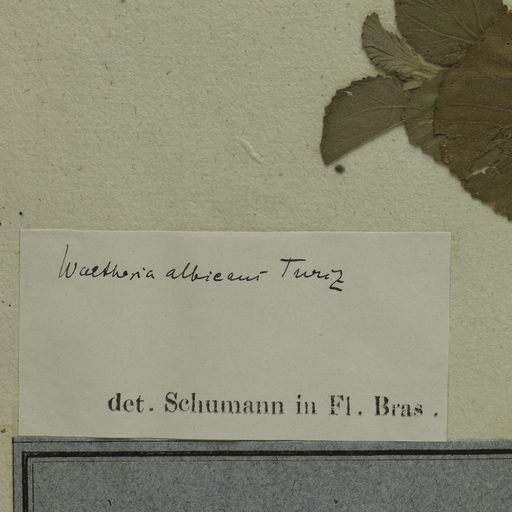 Waltheria albicans Turcz
det. Schumann in Fl. Bras.